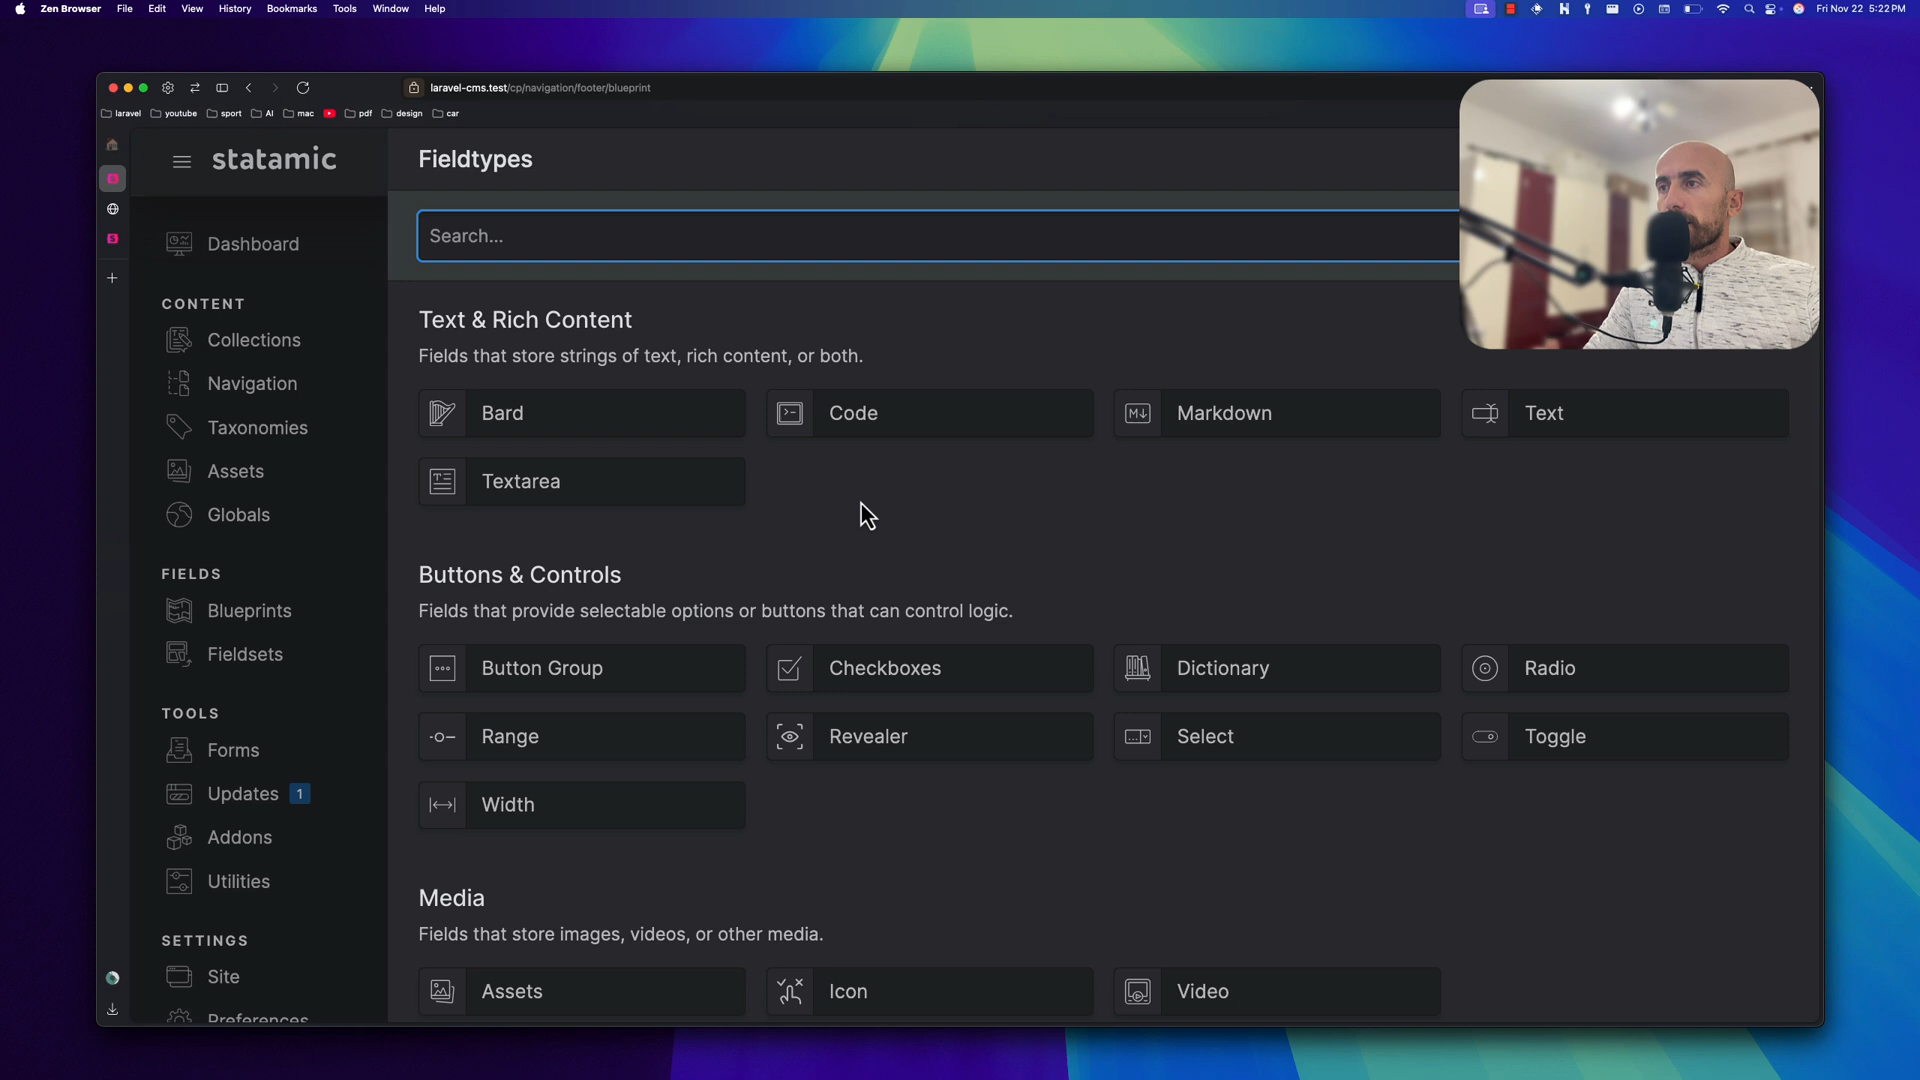 Zen Browser File Edit View History Bookmarks Tools Window Help
Fri Nov 22 5:22 PM
laravel-cms.test/cp/navigation/footer/blueprint
laravel youtube sport AI mac pdf design car
statamic
Dashboard
CONTENT
Collections
Navigation
Taxonomies
Assets
Globals
FIELDS
Blueprints
Fieldsets
TOOLS
Forms
Updates 1
Addons
Utilities
SETTINGS
Site
Preferences
Fieldtypes
Search...
Text & Rich Content
Fields that store strings of text, rich content, or both.
Bard Code Markdown Text
Textarea
Buttons & Controls
Fields that provide selectable options or buttons that can control logic.
Button Group Checkboxes Dictionary Radio
Range Revealer Select Toggle
Width
Media
Fields that store images, videos, or other media.
Assets Icon Video